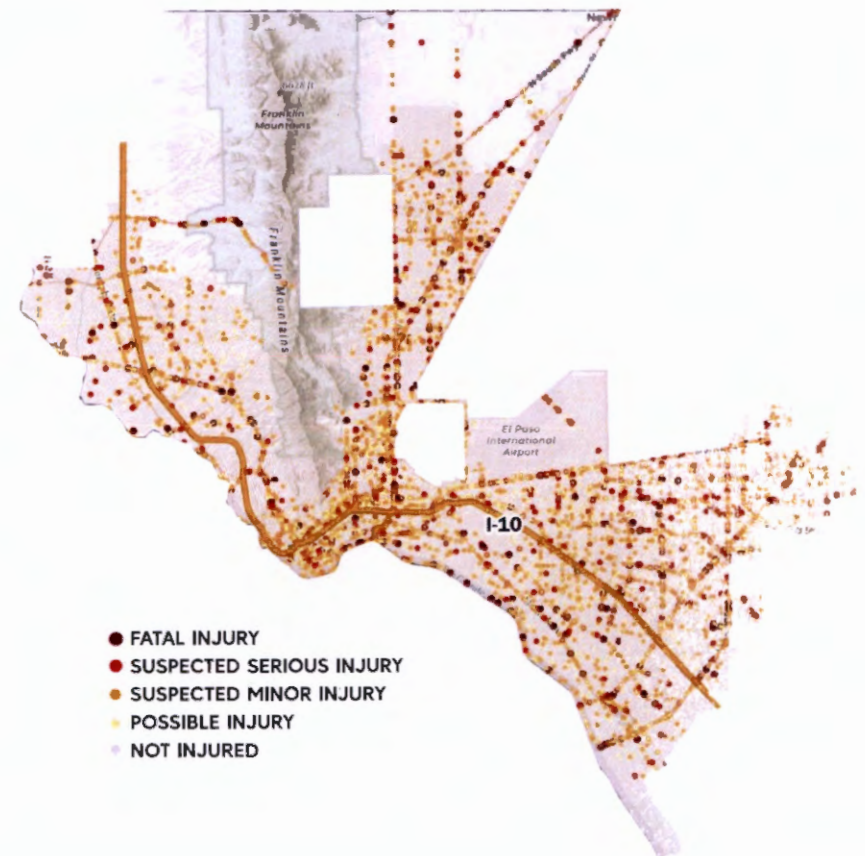 Franklin
Mountains
Franklin Mountains
El Paso
International
Airport
I-10
FATAL INJURY
SUSPECTED SERIOUS INJURY
SUSPECTED MINOR INJURY
POSSIBLE INJURY
NOT INJURED